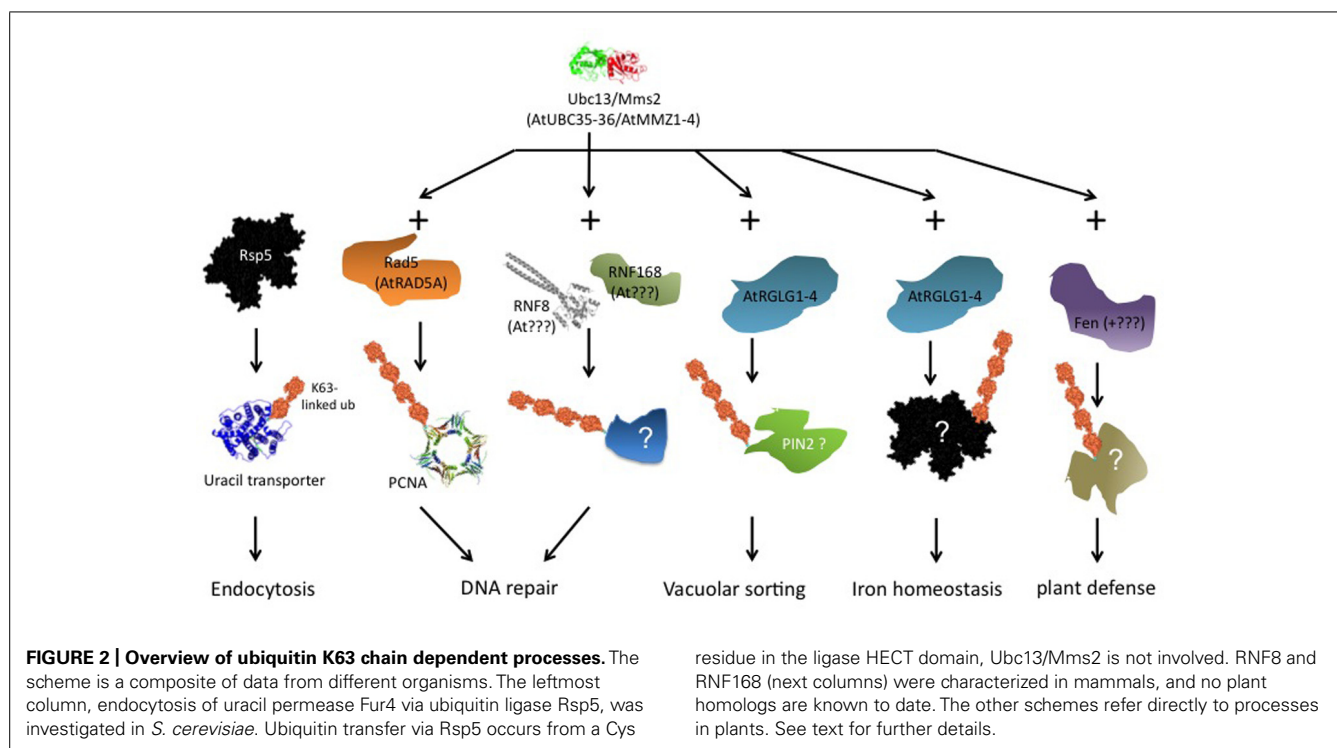 Ubc13/Mms2
(AtUBC35-36/AtMMZ1-4)
+ + + + +
Rsp5
Rad5
(AtRAD5A)
RNF168
(At???)
RNF8
(At???)
AtRGLG1-4
AtRGLG1-4
Fen (+???)
K63-
linked ub
Uracil transporter
PCNA
?
PIN2 ?
?
?
Endocytosis
DNA repair
Vacuolar sorting
Iron homeostasis
plant defense
FIGURE 2 | Overview of ubiquitin K63 chain dependent processes. The
scheme is a composite of data from different organisms. The leftmost
column, endocytosis of uracil permease Fur4 via ubiquitin ligase Rsp5, was
investigated in S. cerevisiae. Ubiquitin transfer via Rsp5 occurs from a Cys
residue in the ligase HECT domain, Ubc13/Mms2 is not involved. RNF8 and
RNF168 (next columns) were characterized in mammals, and no plant
homologs are known to date. The other schemes refer directly to processes
in plants. See text for further details.